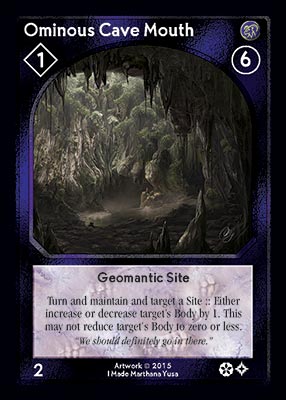 Ominous Cave Mouth
1
6
Geomantic Site
Turn and maintain and target a Site :: Either
increase or decrease target's Body by 1. This
may not reduce target's Body to zero or less.
"We should definitely go in there."
Artwork © 2015
I Made Marthana Yusa
2